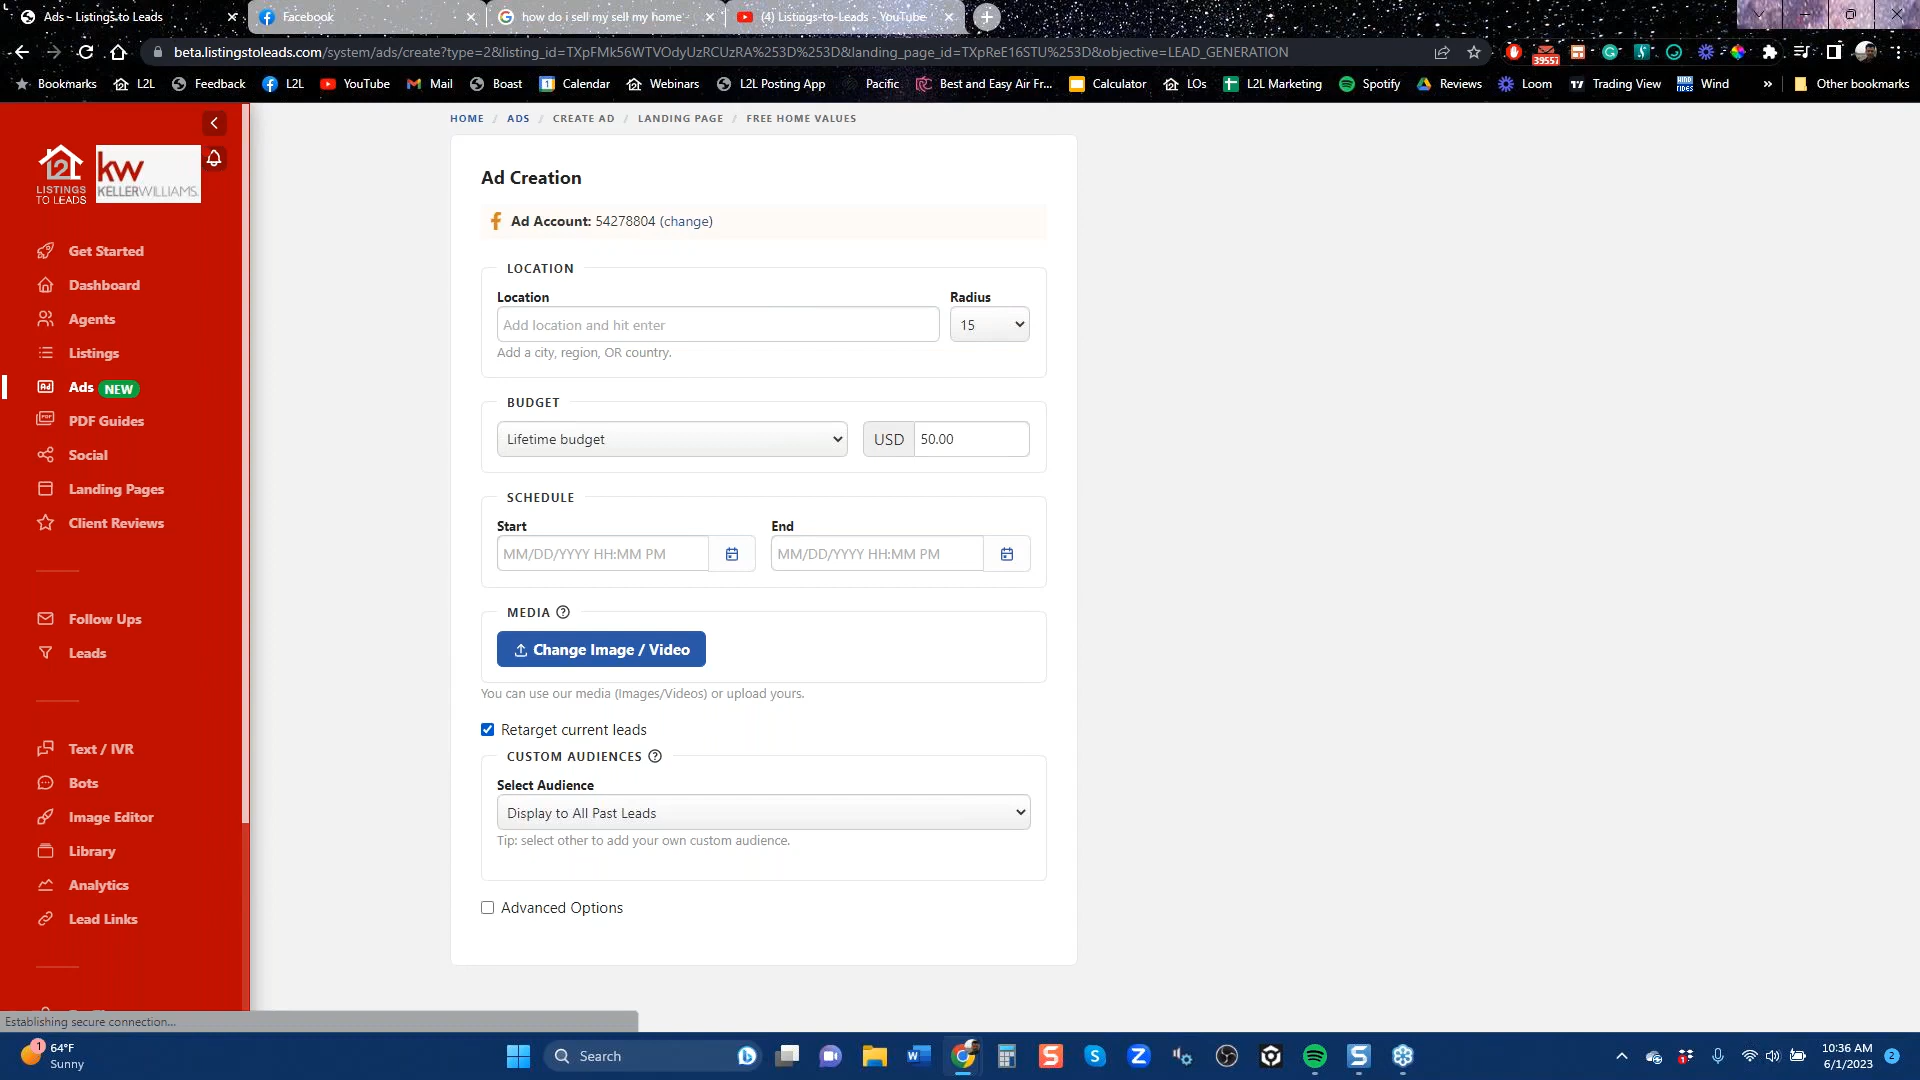 Ads - Listings to Leads
Facebook
how do i sell my sell my home
(4) Listings-to-Leads - YouTube
beta.listingstoleads.com/system/ads/create?type=2&listing_id=TXpFMk56WTVOdyUzRCUzRA%253D%253D&landing_page_id=TXpReE16STU%253D&objective=LEAD_GENERATION
39557
Bookmarks
L2L
Feedback
L2L
YouTube
Mail
Boast
Calendar
Webinars
L2L Posting App
Pacific
Best and Easy Air Fr...
Calculator
LOs
L2L Marketing
Spotify
Reviews
Loom
Trading View
Wind
»
Other bookmarks
L2L
LISTINGS
TO LEADS
kw
KELLERWILLIAMS.
Get Started
Dashboard
Agents
Listings
Ads NEW
PDF Guides
Social
Landing Pages
Client Reviews
Follow Ups
Leads
Text / IVR
Bots
Image Editor
Library
Analytics
Lead Links
HOME / ADS / CREATE AD / LANDING PAGE / FREE HOME VALUES
Ad Creation
Ad Account: 54278804 (change)
LOCATION
Location
Radius
Add location and hit enter
15
Add a city, region, OR country.
BUDGET
Lifetime budget
USD 50.00
SCHEDULE
Start
End
MM/DD/YYYY HH:MM PM
MM/DD/YYYY HH:MM PM
MEDIA
Change Image / Video
You can use our media (Images/Videos) or upload yours.
Retarget current leads
CUSTOM AUDIENCES
Select Audience
Display to All Past Leads
Tip: select other to add your own custom audience.
Advanced Options
Establishing secure connection...
1
64°F
Sunny
Search
10:36 AM
6/1/2023
2